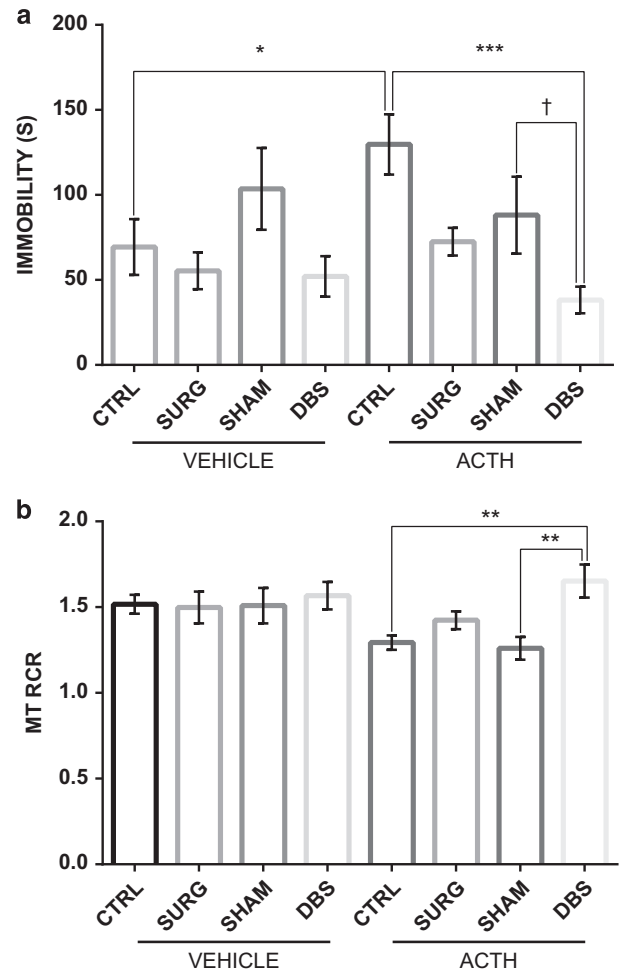 a
200
*
***
150
†
100
50
0
IMMOBILITY (S)
CTRL SURG SHAM DBS CTRL SURG SHAM DBS
VEHICLE ACTH
b
2.0
**
**
1.5
1.0
0.5
0.0
MT RCR
CTRL SURG SHAM DBS CTRL SURG SHAM DBS
VEHICLE ACTH